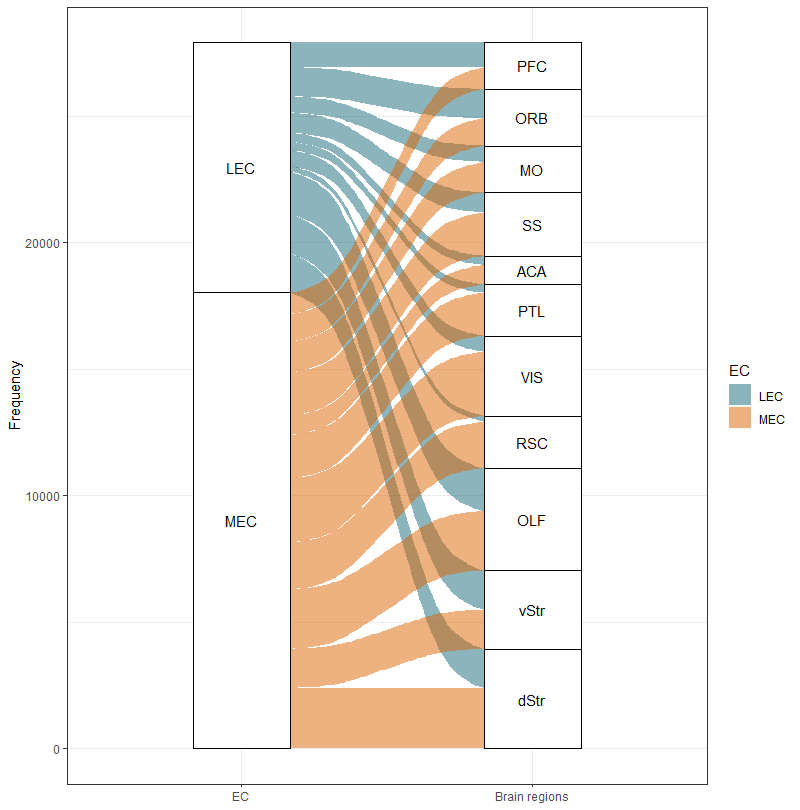 Frequency
20000
10000
0
LEC
MEC
PFC
ORB
MO
SS
ACA
PTL
VIS
RSC
OLF
vStr
dStr
EC
Brain regions
EC
LEC
MEC